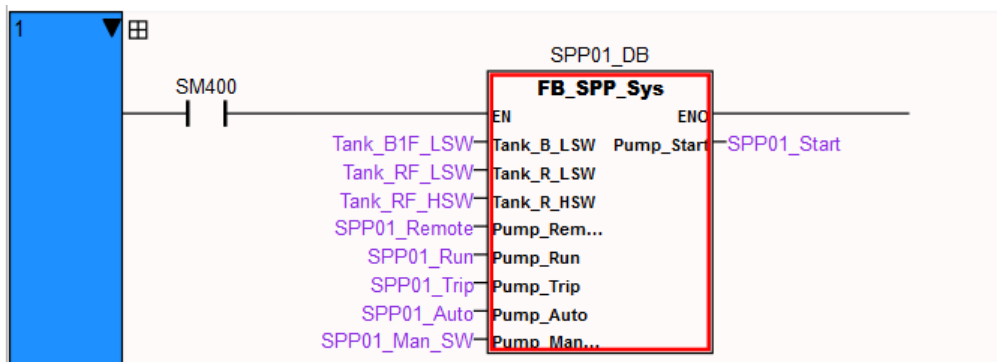 1
SPP01_DB
SM400
FB_SPP_Sys
EN ENO
Tank_B1F_LSW Tank_B_LSW Pump_Start SPP01_Start
Tank_RF_LSW Tank_R_LSW
Tank_RF_HSW Tank_R_HSW
SPP01_Remote Pump_Rem...
SPP01_Run Pump_Run
SPP01_Trip Pump_Trip
SPP01_Auto Pump_Auto
SPP01_Man_SW Pump_Man...